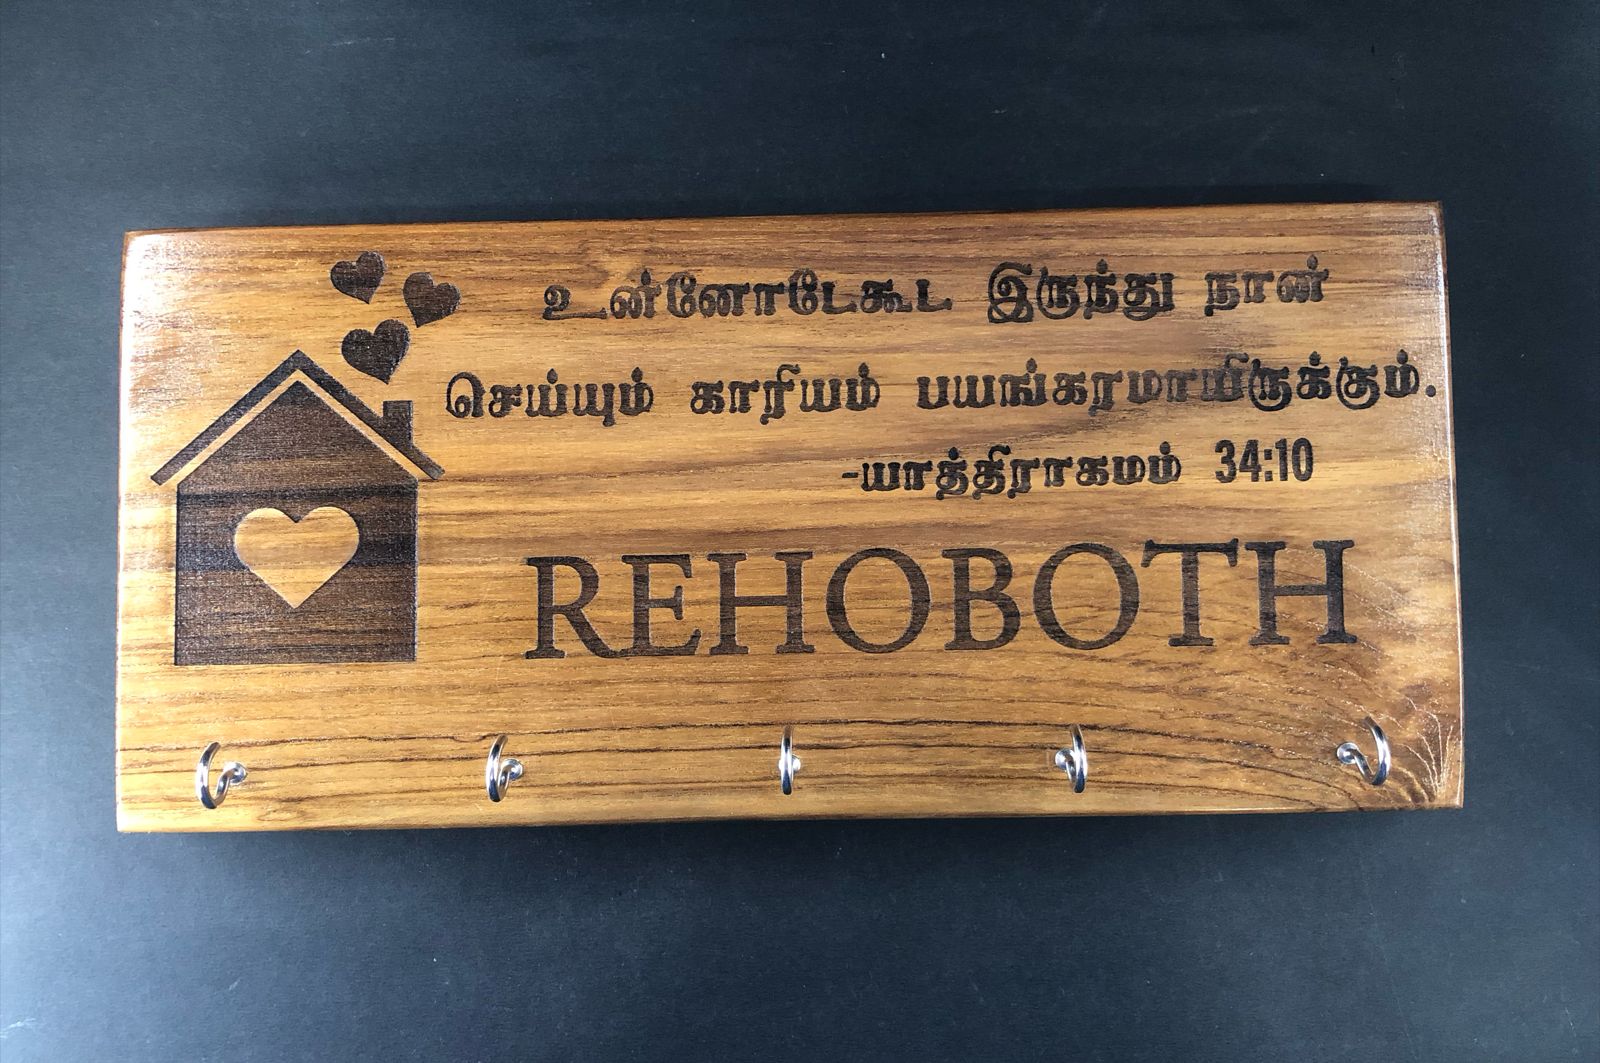 உன்னோடேகூட இருந்து நான்
செய்யும் காரியம் பயங்கரமாயிருக்கும்.
-யாத்திராகமம் 34:10
REHOBOTH